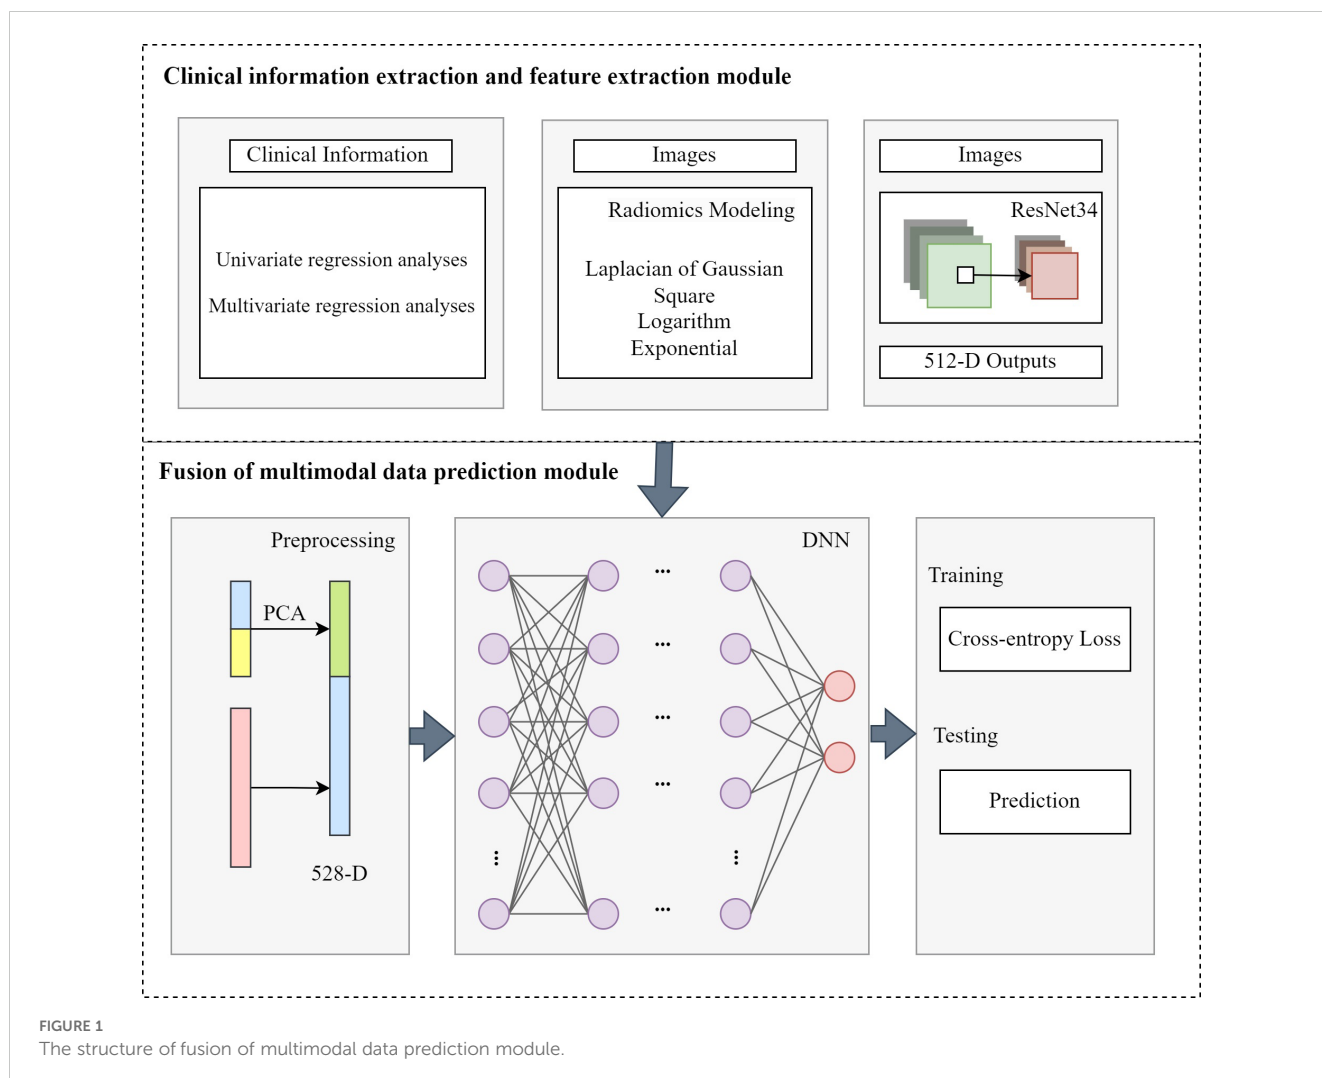 Clinical information extraction and feature extraction module
Clinical Information
Univariate regression analyses
Multivariate regression analyses
Images
Radiomics Modeling
Laplacian of Gaussian
Square
Logarithm
Exponential
Images
ResNet34
512-D Outputs
Fusion of multimodal data prediction module
Preprocessing
PCA
528-D
DNN
...
...
...
...
...
...
...
Training
Cross-entropy Loss
Testing
Prediction
FIGURE 1
The structure of fusion of multimodal data prediction module.